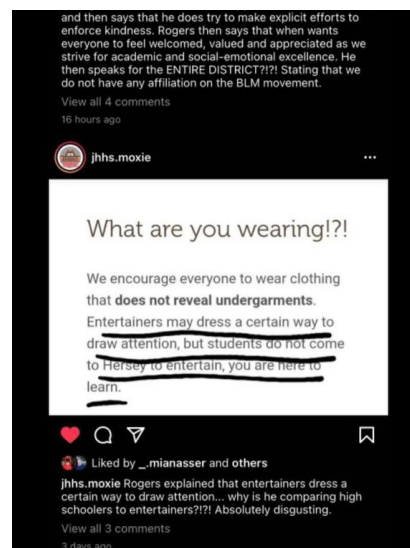 and then says that he does try to make explicit efforts to
enforce kindness. Rogers then says that when wants
everyone to feel welcomed, valued and appreciated as we
strive for academic and social-emotional excellence. He
then speaks for the ENTIRE DISTRICT?!?! Stating that we
do not have any affiliation on the BLM movement.
View all 4 comments
16 hours ago
jhhs.moxie
What are you wearing!?!
We encourage everyone to wear clothing
that does not reveal undergarments.
Entertainers may dress a certain way to
draw attention, but students do not come
to Hersey to entertain, you are here to
learn.
Liked by _.mianasser and others
jhhs.moxie Rogers explained that entertainers dress a
certain way to draw attention... why is he comparing high
schoolers to entertainers?!?! Absolutely disgusting.
View all 3 comments
3 days ago